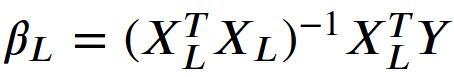 β_L = (X_L^T X_L)^{-1} X_L^T Y